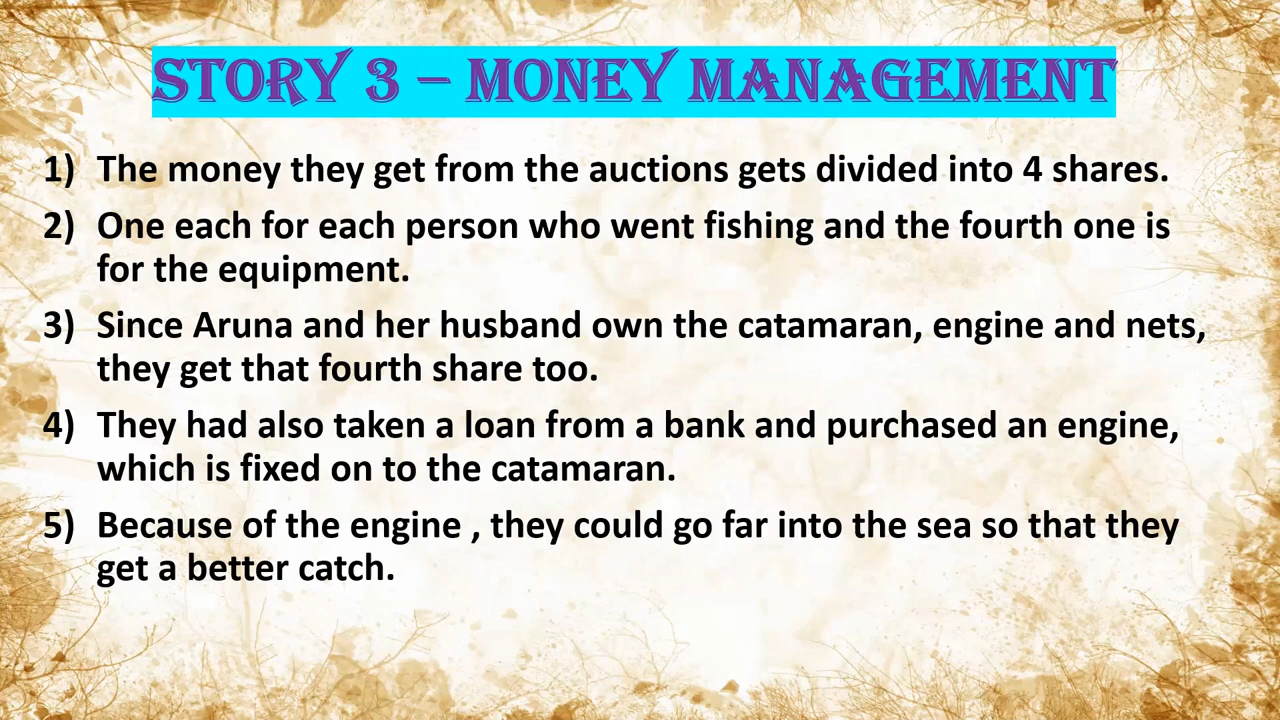 STORY 3 – MONEY MANAGEMENT
1) The money they get from the auctions gets divided into 4 shares.
2) One each for each person who went fishing and the fourth one is
for the equipment.
3) Since Aruna and her husband own the catamaran, engine and nets,
they get that fourth share too.
4) They had also taken a loan from a bank and purchased an engine,
which is fixed on to the catamaran.
5) Because of the engine , they could go far into the sea so that they
get a better catch.